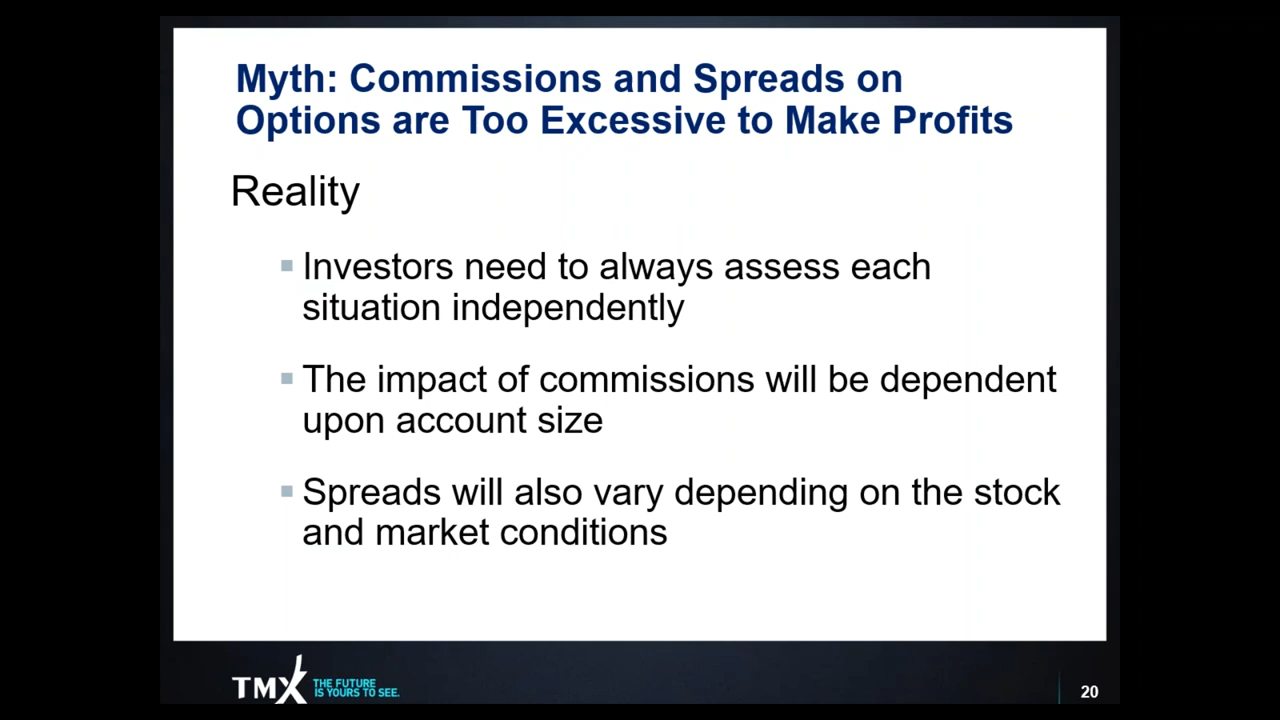 Myth: Commissions and Spreads on
Options are Too Excessive to Make Profits
Reality
Investors need to always assess each
situation independently
The impact of commissions will be dependent
upon account size
Spreads will also vary depending on the stock
and market conditions
TMX THE FUTURE
IS YOURS TO SEE.
20